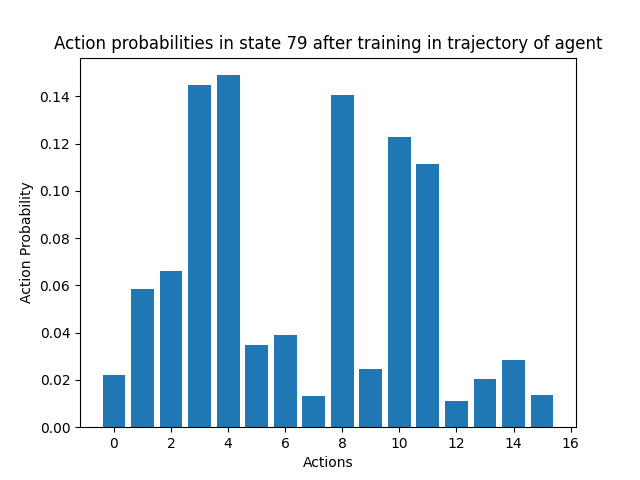 Action probabilities in state 79 after training in trajectory of agent
0.14
0.12
0.10
0.08
0.06
0.04
0.02
0.00
Action Probability
0 2 4 6 8 10 12 14 16
Actions